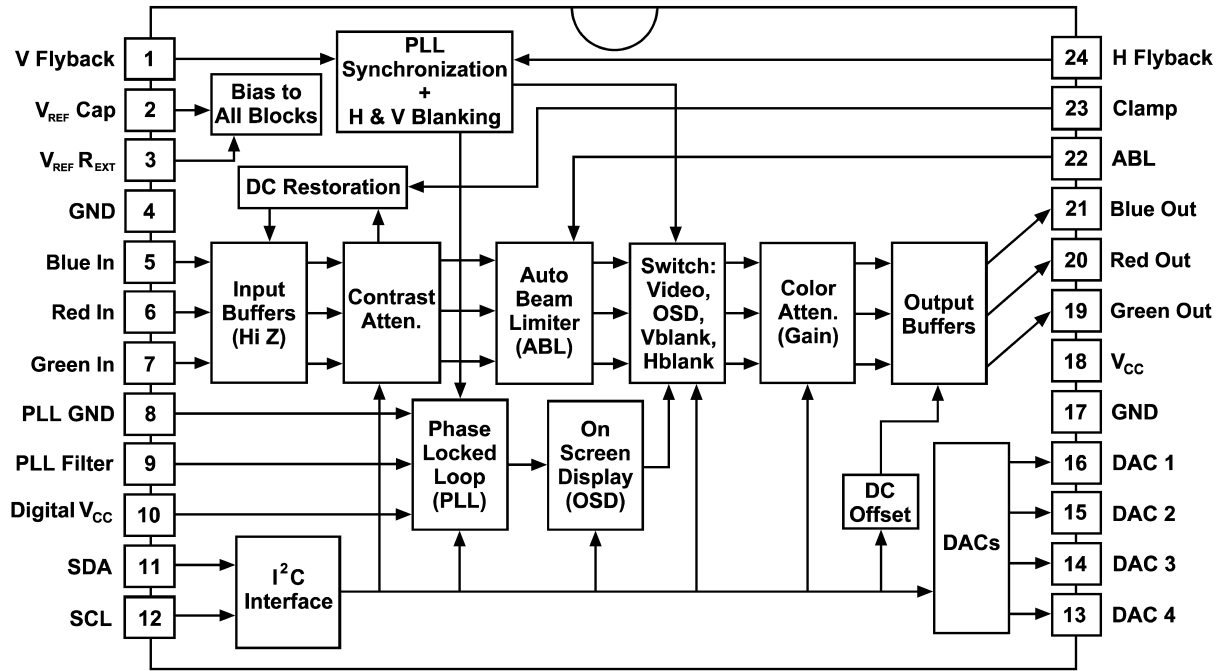 V Flyback
1
V_REF Cap
2
V_REF R_EXT
3
GND
4
Blue In
5
Red In
6
Green In
7
PLL GND
8
PLL Filter
9
Digital V_CC
10
SDA
11
SCL
12
PLL
Synchronization
+
H & V Blanking
Bias to
All Blocks
DC Restoration
Input
Buffers
(Hi Z)
Contrast
Atten.
Auto
Beam
Limiter
(ABL)
Switch:
Video,
OSD,
Vblank,
Hblank
Color
Atten.
(Gain)
Output
Buffers
Phase
Locked
Loop
(PLL)
On
Screen
Display
(OSD)
DC
Offset
DACs
I²C
Interface
24
H Flyback
23
Clamp
22
ABL
21
Blue Out
20
Red Out
19
Green Out
18
V_CC
17
GND
16
DAC 1
15
DAC 2
14
DAC 3
13
DAC 4